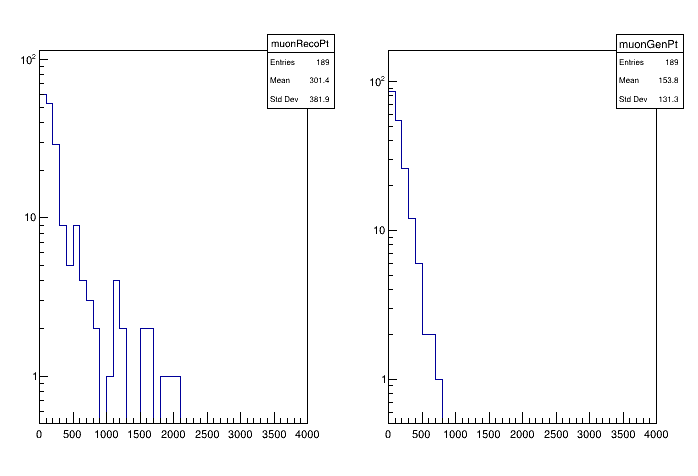 muonRecoPt
Entries 189
Mean 301.4
Std Dev 381.9
10²
10
1
0 500 1000 1500 2000 2500 3000 3500 4000
muonGenPt
Entries 189
Mean 153.8
Std Dev 131.3
10²
10
1
0 500 1000 1500 2000 2500 3000 3500 4000